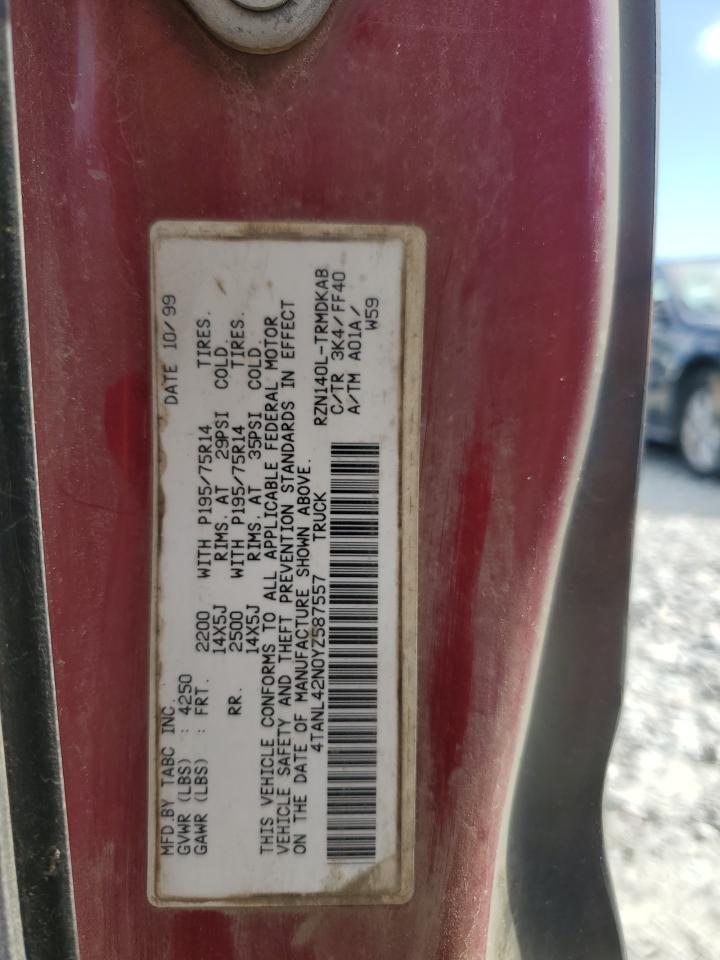 MFD.BY TABC INC. DATE 10/99
GVWR (LBS) : 4250
GAWR (LBS) : FRT. 2200 WITH P195/75R14 TIRES.
14X5J RIMS. AT 29PSI COLD.
RR. 2500 WITH P195/75R14 TIRES.
14X5J RIMS. AT 35PSI COLD.
THIS VEHICLE CONFORMS TO ALL APPLICABLE FEDERAL MOTOR
VEHICLE SAFETY AND THEFT PREVENTION STANDARDS IN EFFECT
ON THE DATE OF MANUFACTURE SHOWN ABOVE.
4TANL42N0YZ587557 TRUCK RZN140L-TRMDKAB
C/TR 3K4/FF40
A/TM A01A/
W59